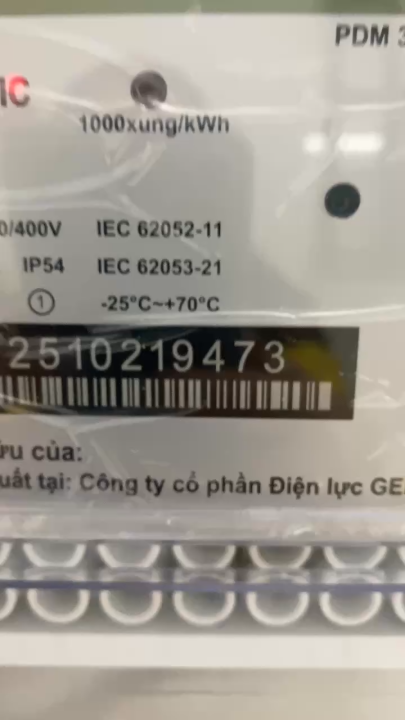 PDM 3
IC
1000xung/kWh
0/400V IEC 62052-11
IP54 IEC 62053-21
1 -25°C~+70°C
2510219473
ữu của:
uất tại: Công ty cổ phần Điện lực GE